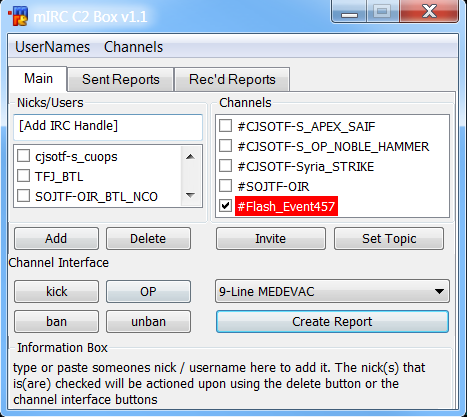 mIRC C2 Box v1.1
UserNames Channels
Main Sent Reports Rec'd Reports
Nicks/Users
[Add IRC Handle]
cjsotf-s_cuops
TFJ_BTL
SOJTF-OIR_BTL_NCO
Channels
#CJSOTF-S_APEX_SAIF
#CJSOTF-S_OP_NOBLE_HAMMER
#CJSOTF-Syria_STRIKE
#SOJTF-OIR
#Flash_Event457
Add Delete Invite Set Topic
Channel Interface
kick OP 9-Line MEDEVAC
ban unban Create Report
Information Box
type or paste someones nick / username here to add it. The nick(s) that
is(are) checked will be actioned upon using the delete button or the
channel interface buttons